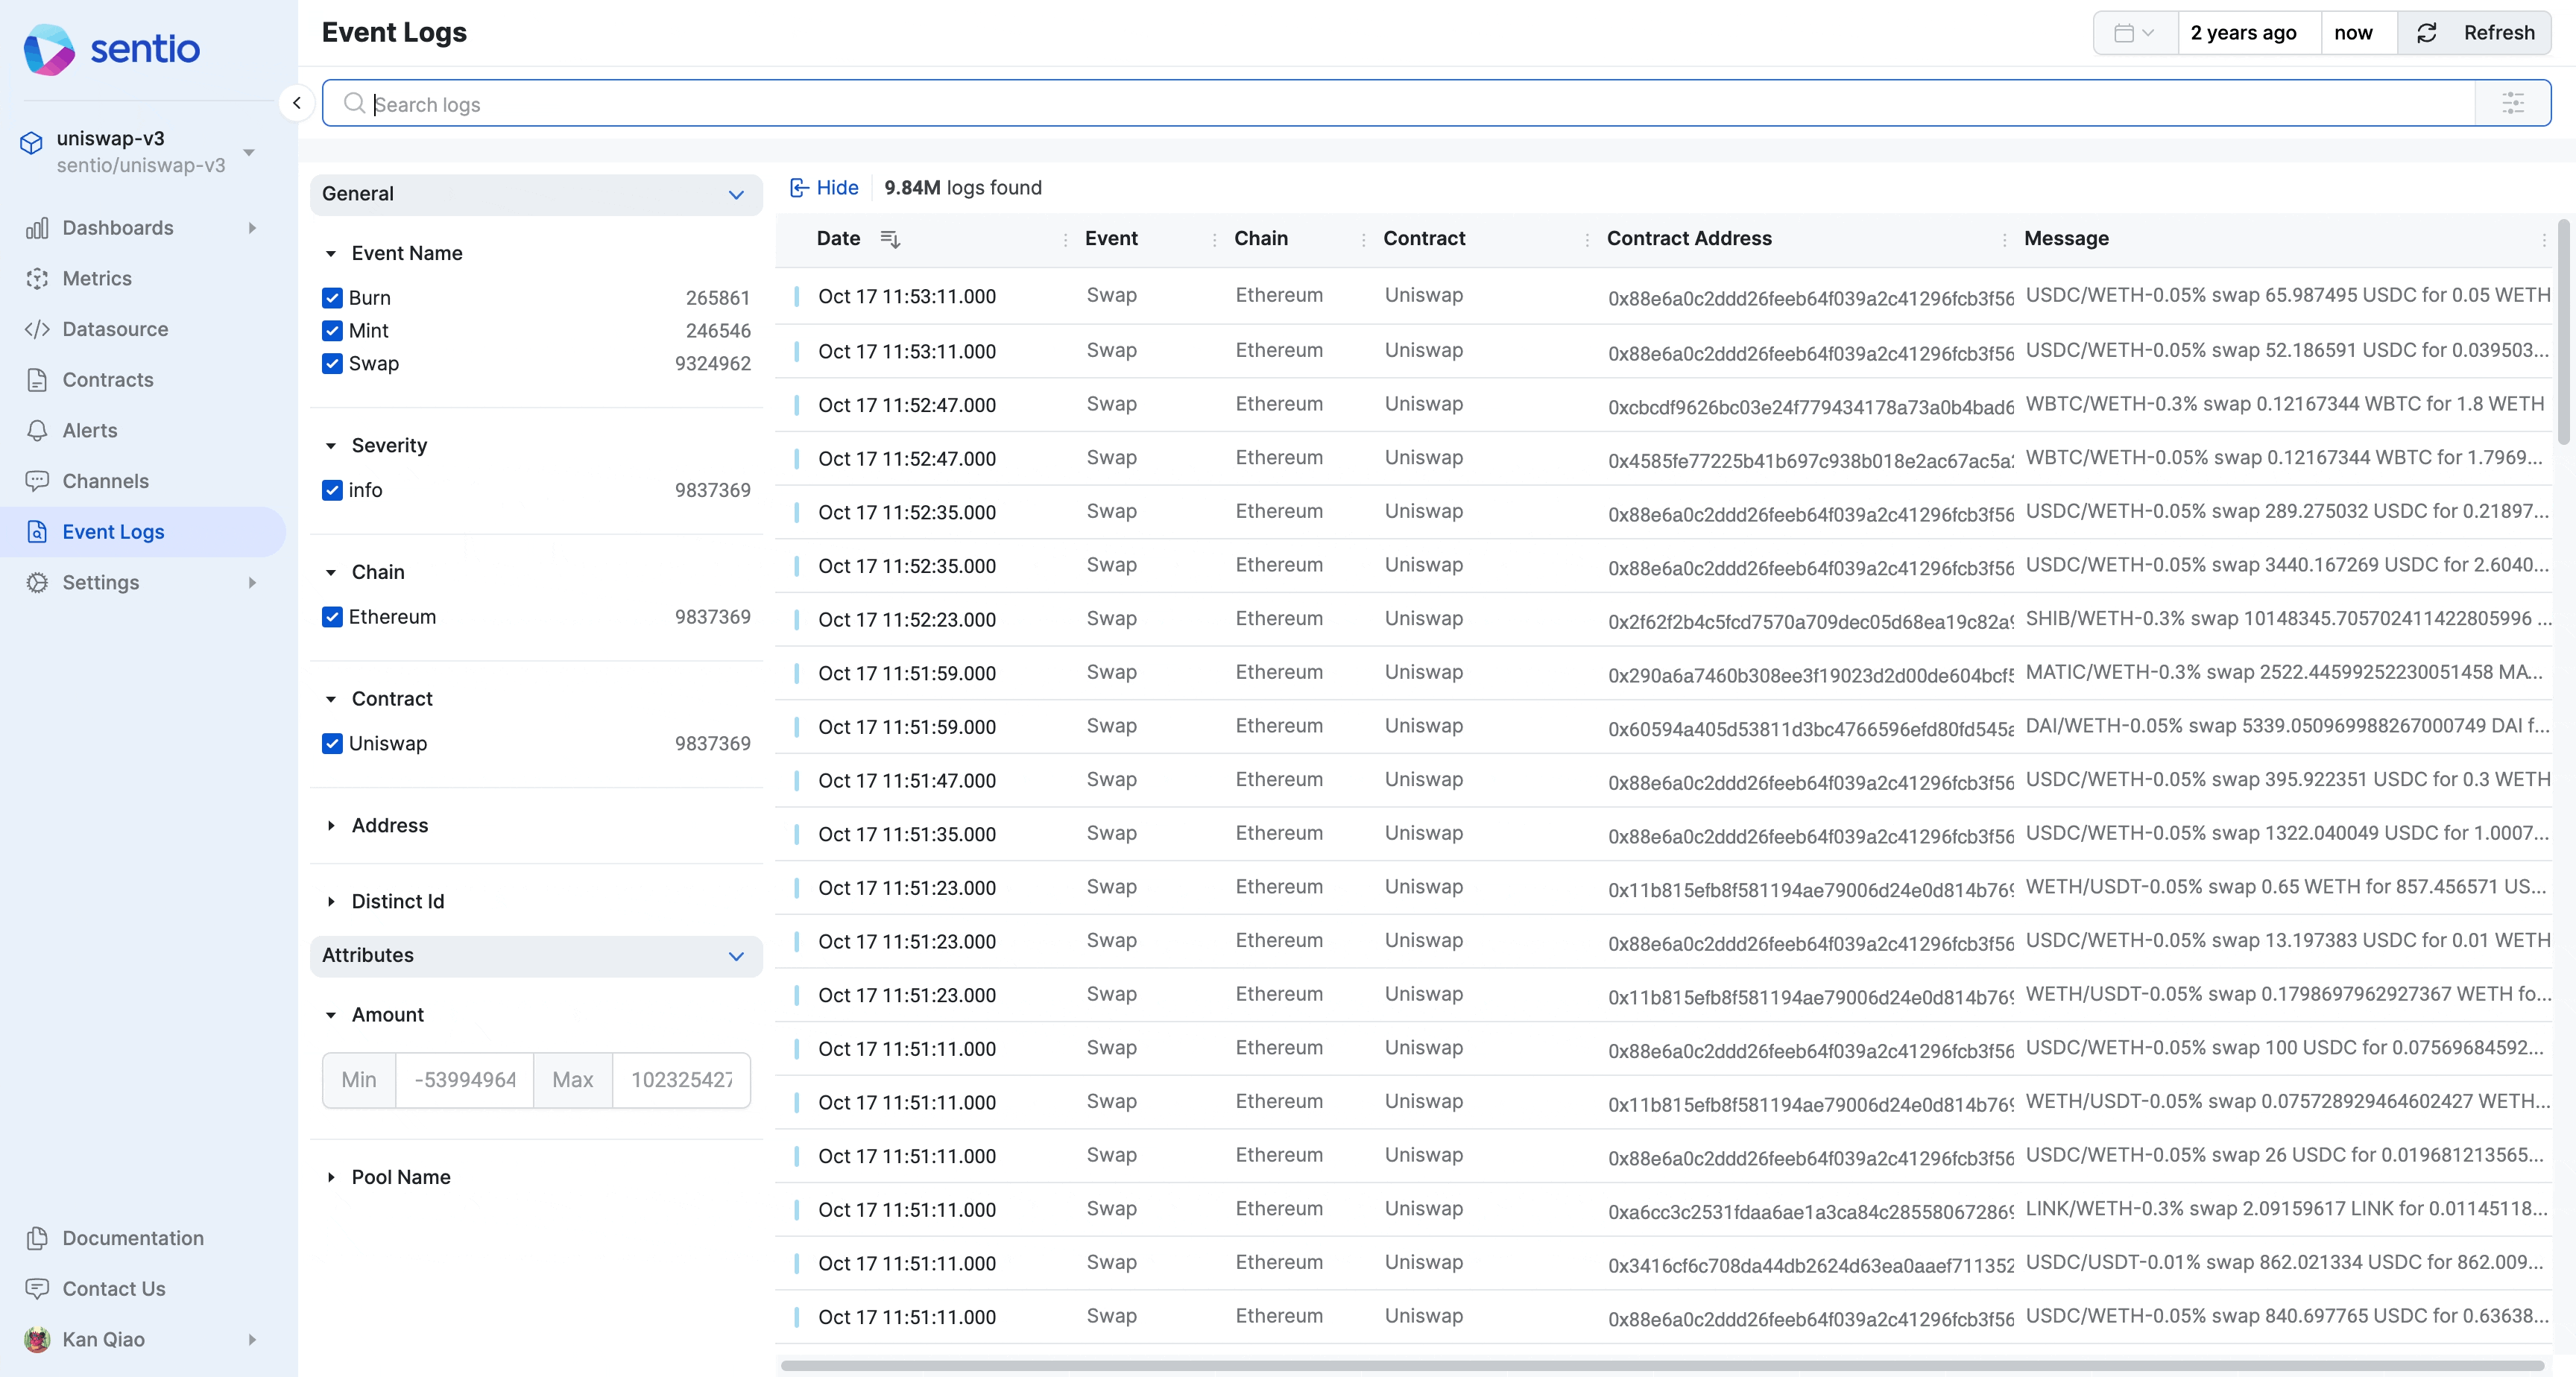 sentio
uniswap-v3
sentio/uniswap-v3
Dashboards
Metrics
Datasource
Contracts
Alerts
Channels
Event Logs
Settings
Documentation
Contact Us
Kan Qiao
Event Logs
2 years ago now Refresh
Search logs
General
Event Name
Burn 265861
Mint 246546
Swap 9324962
Severity
info 9837369
Chain
Ethereum 9837369
Contract
Uniswap 9837369
Address
Distinct Id
Attributes
Amount
Min -53994964 Max 102325427
Pool Name
Hide 9.84M logs found
Date Event Chain Contract Contract Address Message
Oct 17 11:53:11.000 Swap Ethereum Uniswap 0x88e6a0c2ddd26feeb64f039a2c41296fcb3f56 USDC/WETH-0.05% swap 65.987495 USDC for 0.05 WETH
Oct 17 11:53:11.000 Swap Ethereum Uniswap 0x88e6a0c2ddd26feeb64f039a2c41296fcb3f56 USDC/WETH-0.05% swap 52.186591 USDC for 0.039503...
Oct 17 11:52:47.000 Swap Ethereum Uniswap 0xcbcdf9626bc03e24f779434178a73a0b4bad6 WBTC/WETH-0.3% swap 0.12167344 WBTC for 1.8 WETH
Oct 17 11:52:47.000 Swap Ethereum Uniswap 0x4585fe77225b41b697c938b018e2ac67ac5a WBTC/WETH-0.05% swap 0.12167344 WBTC for 1.7969...
Oct 17 11:52:35.000 Swap Ethereum Uniswap 0x88e6a0c2ddd26feeb64f039a2c41296fcb3f56 USDC/WETH-0.05% swap 289.275032 USDC for 0.21897...
Oct 17 11:52:35.000 Swap Ethereum Uniswap 0x88e6a0c2ddd26feeb64f039a2c41296fcb3f56 USDC/WETH-0.05% swap 3440.167269 USDC for 2.6040...
Oct 17 11:52:23.000 Swap Ethereum Uniswap 0x2f62f2b4c5fcd7570a709dec05d68ea19c82a9 SHIB/WETH-0.3% swap 10148345.705702411422805996 ...
Oct 17 11:51:59.000 Swap Ethereum Uniswap 0x290a6a7460b308ee3f19023d2d00de604bcf5 MATIC/WETH-0.3% swap 2522.44599252230051458 MA...
Oct 17 11:51:59.000 Swap Ethereum Uniswap 0x60594a405d53811d3bc4766596efd80fd545a DAI/WETH-0.05% swap 5339.050969988267000749 DAI f...
Oct 17 11:51:47.000 Swap Ethereum Uniswap 0x88e6a0c2ddd26feeb64f039a2c41296fcb3f56 USDC/WETH-0.05% swap 395.922351 USDC for 0.3 WETH
Oct 17 11:51:35.000 Swap Ethereum Uniswap 0x88e6a0c2ddd26feeb64f039a2c41296fcb3f56 USDC/WETH-0.05% swap 1322.040049 USDC for 1.0007...
Oct 17 11:51:23.000 Swap Ethereum Uniswap 0x11b815efb8f581194ae79006d24e0d814b769 WETH/USDT-0.05% swap 0.65 WETH for 857.456571 US...
Oct 17 11:51:23.000 Swap Ethereum Uniswap 0x88e6a0c2ddd26feeb64f039a2c41296fcb3f56 USDC/WETH-0.05% swap 13.197383 USDC for 0.01 WETH
Oct 17 11:51:23.000 Swap Ethereum Uniswap 0x11b815efb8f581194ae79006d24e0d814b769 WETH/USDT-0.05% swap 0.1798697962927367 WETH fo...
Oct 17 11:51:11.000 Swap Ethereum Uniswap 0x88e6a0c2ddd26feeb64f039a2c41296fcb3f56 USDC/WETH-0.05% swap 100 USDC for 0.07569684592...
Oct 17 11:51:11.000 Swap Ethereum Uniswap 0x11b815efb8f581194ae79006d24e0d814b769 WETH/USDT-0.05% swap 0.075728929464602427 WETH...
Oct 17 11:51:11.000 Swap Ethereum Uniswap 0x88e6a0c2ddd26feeb64f039a2c41296fcb3f56 USDC/WETH-0.05% swap 26 USDC for 0.019681213565...
Oct 17 11:51:11.000 Swap Ethereum Uniswap 0xa6cc3c2531fdaa6ae1a3ca84c2855806728​69 LINK/WETH-0.3% swap 2.09159617 LINK for 0.01145118...
Oct 17 11:51:11.000 Swap Ethereum Uniswap 0x3416cf6c708da44db2624d63ea0aaef711352 USDC/USDT-0.01% swap 862.021334 USDC for 862.009...
Oct 17 11:51:11.000 Swap Ethereum Uniswap 0x88e6a0c2ddd26feeb64f039a2c41296fcb3f56 USDC/WETH-0.05% swap 840.697765 USDC for 0.63638...